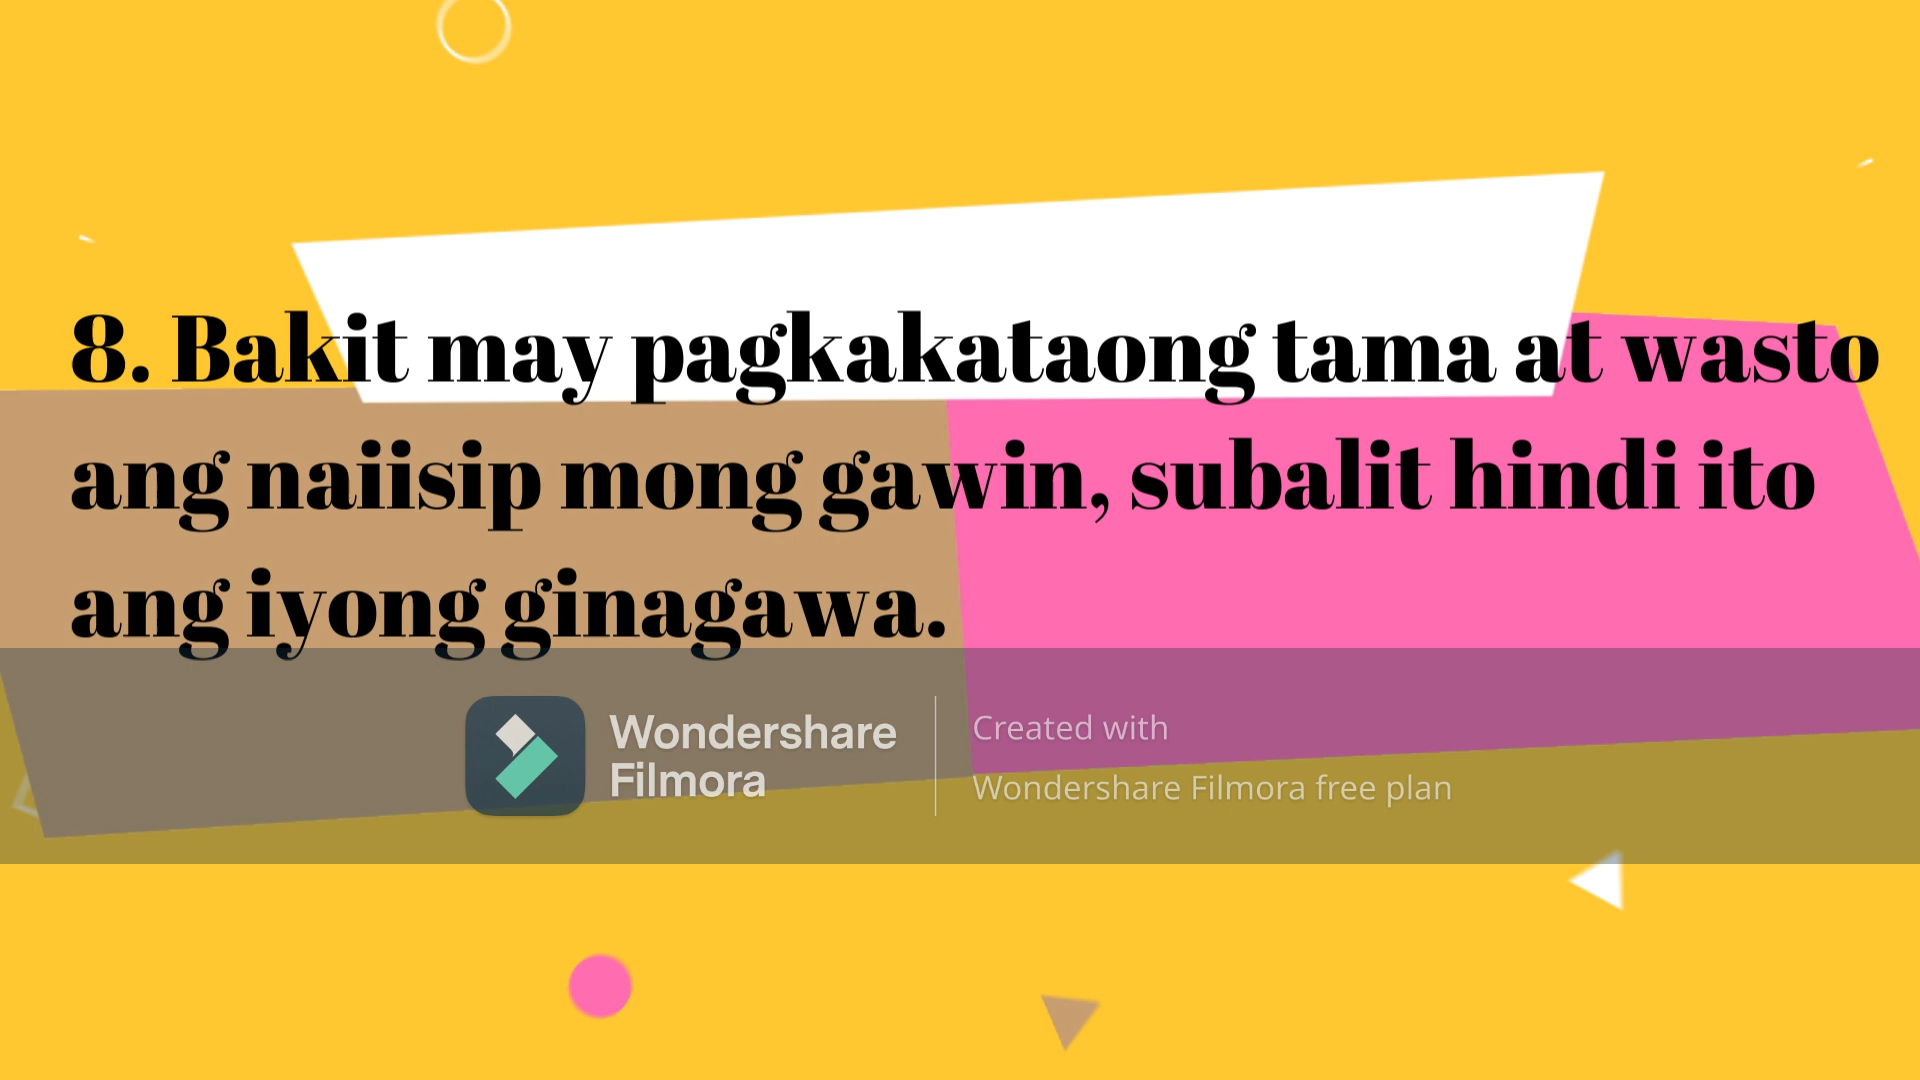 8. Bakit may pagkakataong tama at wasto
ang naiisip mong gawin, subalit hindi ito
ang iyong ginagawa.
Wondershare
Filmora
Created with
Wondershare Filmora free plan